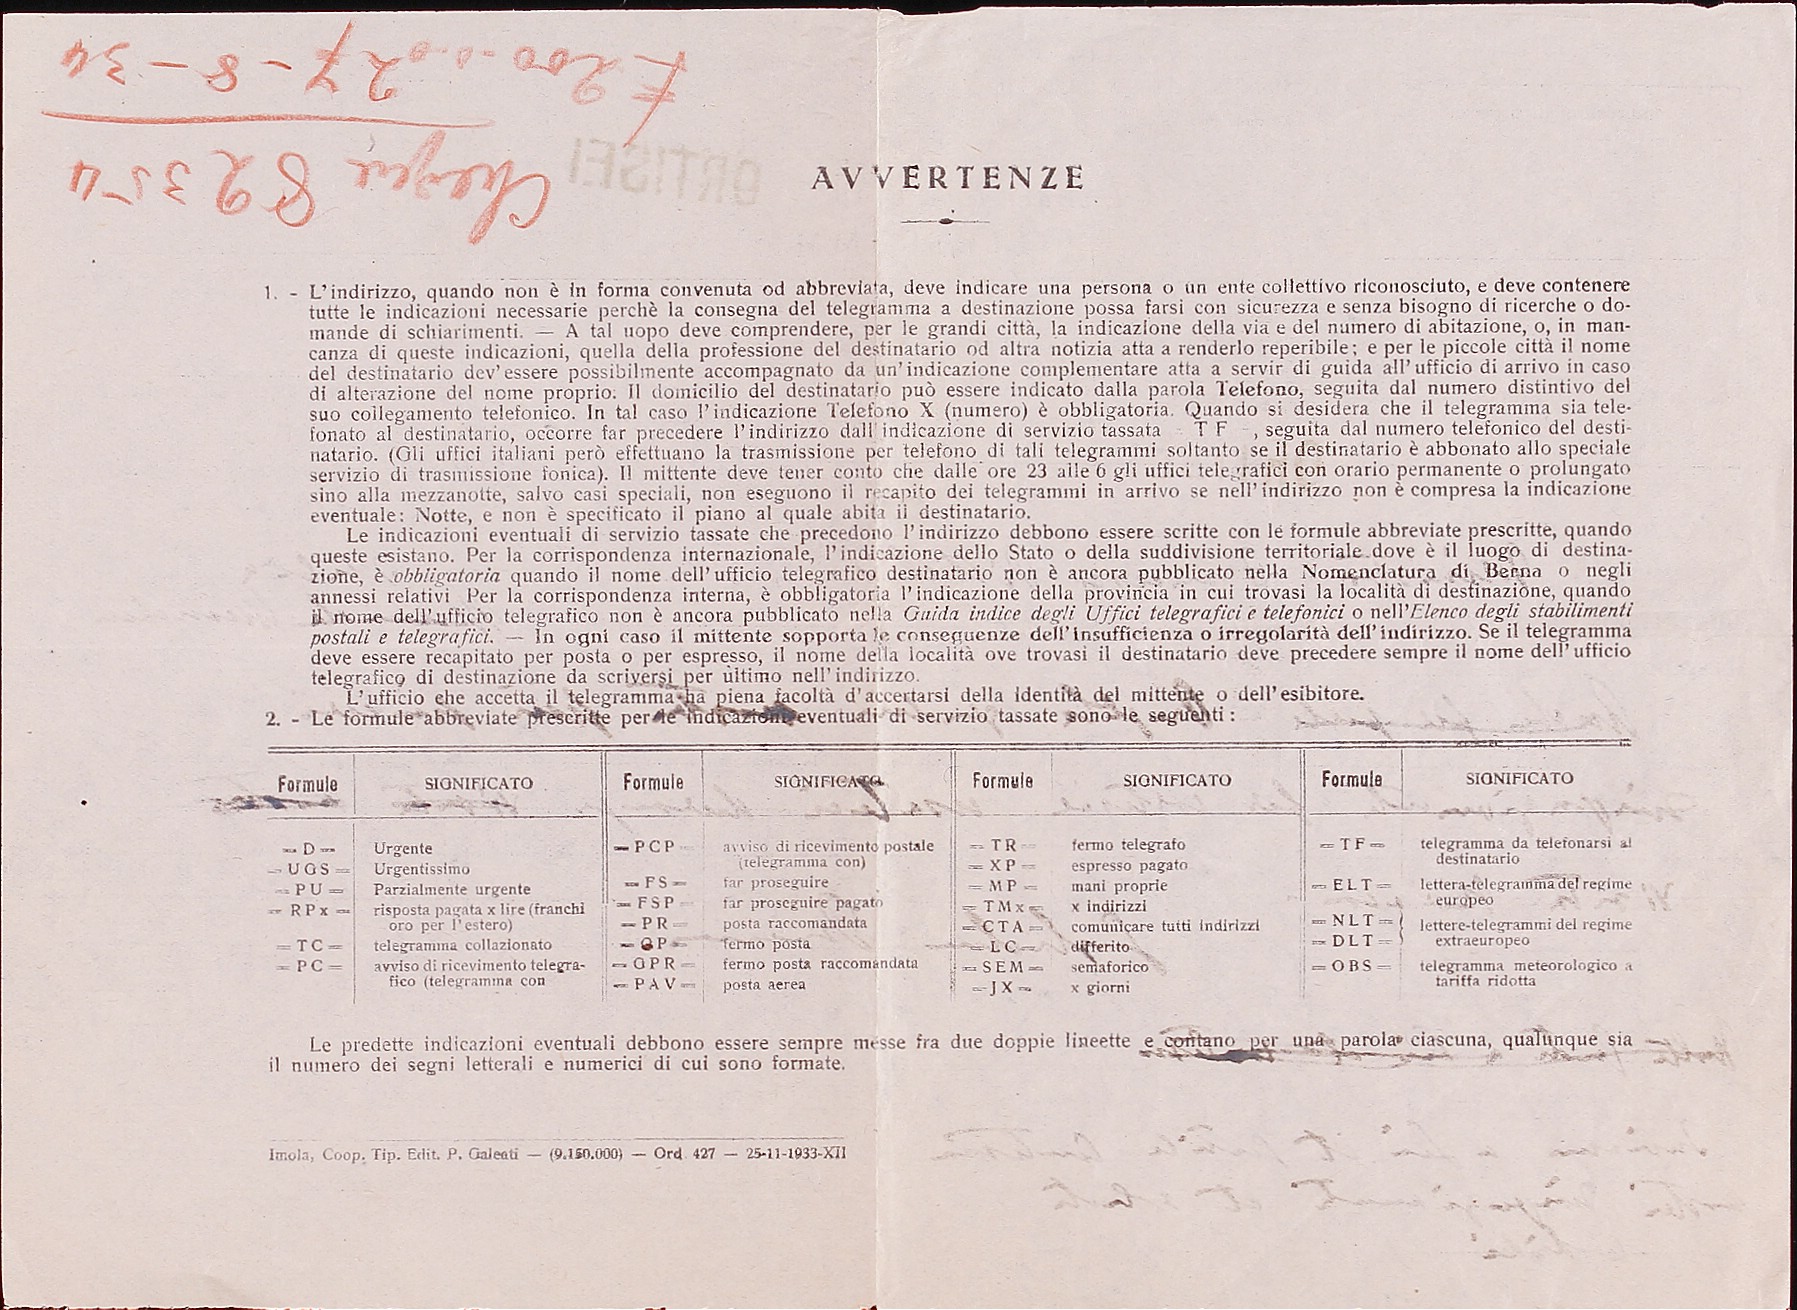 £ 200.-.- 27-8-34
Chèque 82354
ORTISEI
AVVERTENZE
1. - L'indirizzo, quando non è in forma convenuta od abbreviata, deve indicare una persona o un ente collettivo riconosciuto, e deve contenere
tutte le indicazioni necessarie perchè la consegna del telegramma a destinazione possa farsi con sicurezza e senza bisogno di ricerche o do-
mande di schiarimenti. — A tal uopo deve comprendere, per le grandi città, la indicazione della via e del numero di abitazione, o, in man-
canza di queste indicazioni, quella della professione del destinatario od altra notizia atta a renderlo reperibile; e per le piccole città il nome
del destinatario dev'essere possibilmente accompagnato da un'indicazione complementare atta a servir di guida all'ufficio di arrivo in caso
di alterazione del nome proprio. Il domicilio del destinatario può essere indicato dalla parola Telefono, seguita dal numero distintivo del
suo collegamento telefonico. In tal caso l'indicazione Telefono X (numero) è obbligatoria. Quando si desidera che il telegramma sia tele-
fonato al destinatario, occorre far precedere l'indirizzo dall'indicazione di servizio tassata - T F -, seguita dal numero telefonico del desti-
natario. (Gli uffici italiani però effettuano la trasmissione per telefono di tali telegrammi soltanto se il destinatario è abbonato allo speciale
servizio di trasmissione fonica). Il mittente deve tener conto che dalle ore 23 alle 6 gli uffici telegrafici con orario permanente o prolungato
sino alla mezzanotte, salvo casi speciali, non eseguono il recapito dei telegrammi in arrivo se nell'indirizzo non è compresa la indicazione
eventuale: Notte, e non è specificato il piano al quale abita il destinatario.
Le indicazioni eventuali di servizio tassate che precedono l'indirizzo debbono essere scritte con le formule abbreviate prescritte, quando
queste esistano. Per la corrispondenza internazionale, l'indicazione dello Stato o della suddivisione territoriale dove è il luogo di destina-
zione, è obbligatoria quando il nome dell'ufficio telegrafico destinatario non è ancora pubblicato nella Nomenclatura di Berna o negli
annessi relativi Per la corrispondenza interna, è obbligatoria l'indicazione della provincia in cui trovasi la località di destinazione, quando
il nome dell'ufficio telegrafico non è ancora pubblicato nella Guida indice degli Uffici telegrafici e telefonici o nell'Elenco degli stabilimenti
postali e telegrafici. — In ogni caso il mittente sopporta le conseguenze dell'insufficienza o irregolarità dell'indirizzo. Se il telegramma
deve essere recapitato per posta o per espresso, il nome della località ove trovasi il destinatario deve precedere sempre il nome dell'ufficio
telegrafico di destinazione da scriversi per ultimo nell'indirizzo.
L'ufficio che accetta il telegramma ha piena facoltà d'accertarsi della identità del mittente o dell'esibitore.
2. - Le formule abbreviate prescritte per le indicazioni eventuali di servizio tassate sono le seguenti:
Formule SIGNIFICATO Formule SIGNIFICATO Formule SIGNIFICATO Formule SIGNIFICATO
= D = Urgente
= UGS = Urgentissimo
= PU = Parzialmente urgente
= RPx = risposta pagata x lire (franchi
oro per l'estero)
= TC = telegramma collazionato
= PC = avviso di ricevimento telegra-
fico (telegramma con
= PCP = avviso di ricevimento postale
(telegramma con)
= FS = far proseguire
= FSP = far proseguire pagato
= PR = posta raccomandata
= GP = fermo posta
= GPR = fermo posta raccomandata
= PAV = posta aerea
= TR = fermo telegrafo
= XP = espresso pagato
= MP = mani proprie
= TMx = x indirizzi
= CTA = comunicare tutti indirizzi
= LC = differito
= SEM = semaforico
= JX = x giorni
= TF = telegramma da telefonarsi al
destinatario
= ELT = lettera-telegramma del regime
europeo
= NLT = lettere-telegrammi del regime
= DLT = extraeuropeo
= OBS = telegramma meteorologico a
tariffa ridotta
Le predette indicazioni eventuali debbono essere sempre messe fra due doppie lineette e contano per una parola ciascuna, qualunque sia
il numero dei segni letterali e numerici di cui sono formate.
Imola, Coop. Tip. Edit. P. Galeati — (9.150.000) — Ord 427 — 25-11-1933-XII